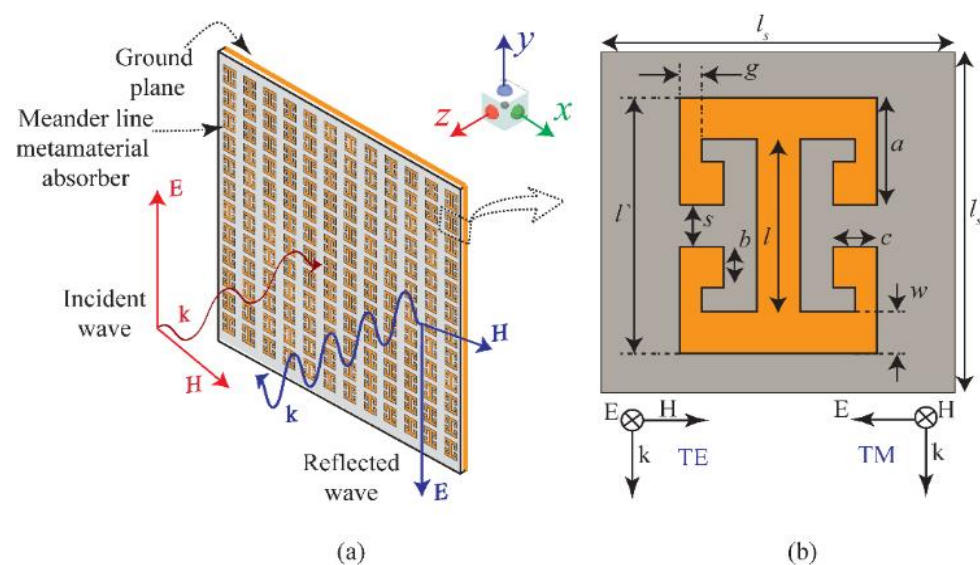 Ground
plane
Meander line
metamaterial
absorber
E
Incident
wave
k
H
y
z
x
H
k
Reflected
wave
E
(a)
l_s
g
a
l'
s
b
l
c
l_s
w
E
H
k
TE
E
H
k
TM
(b)